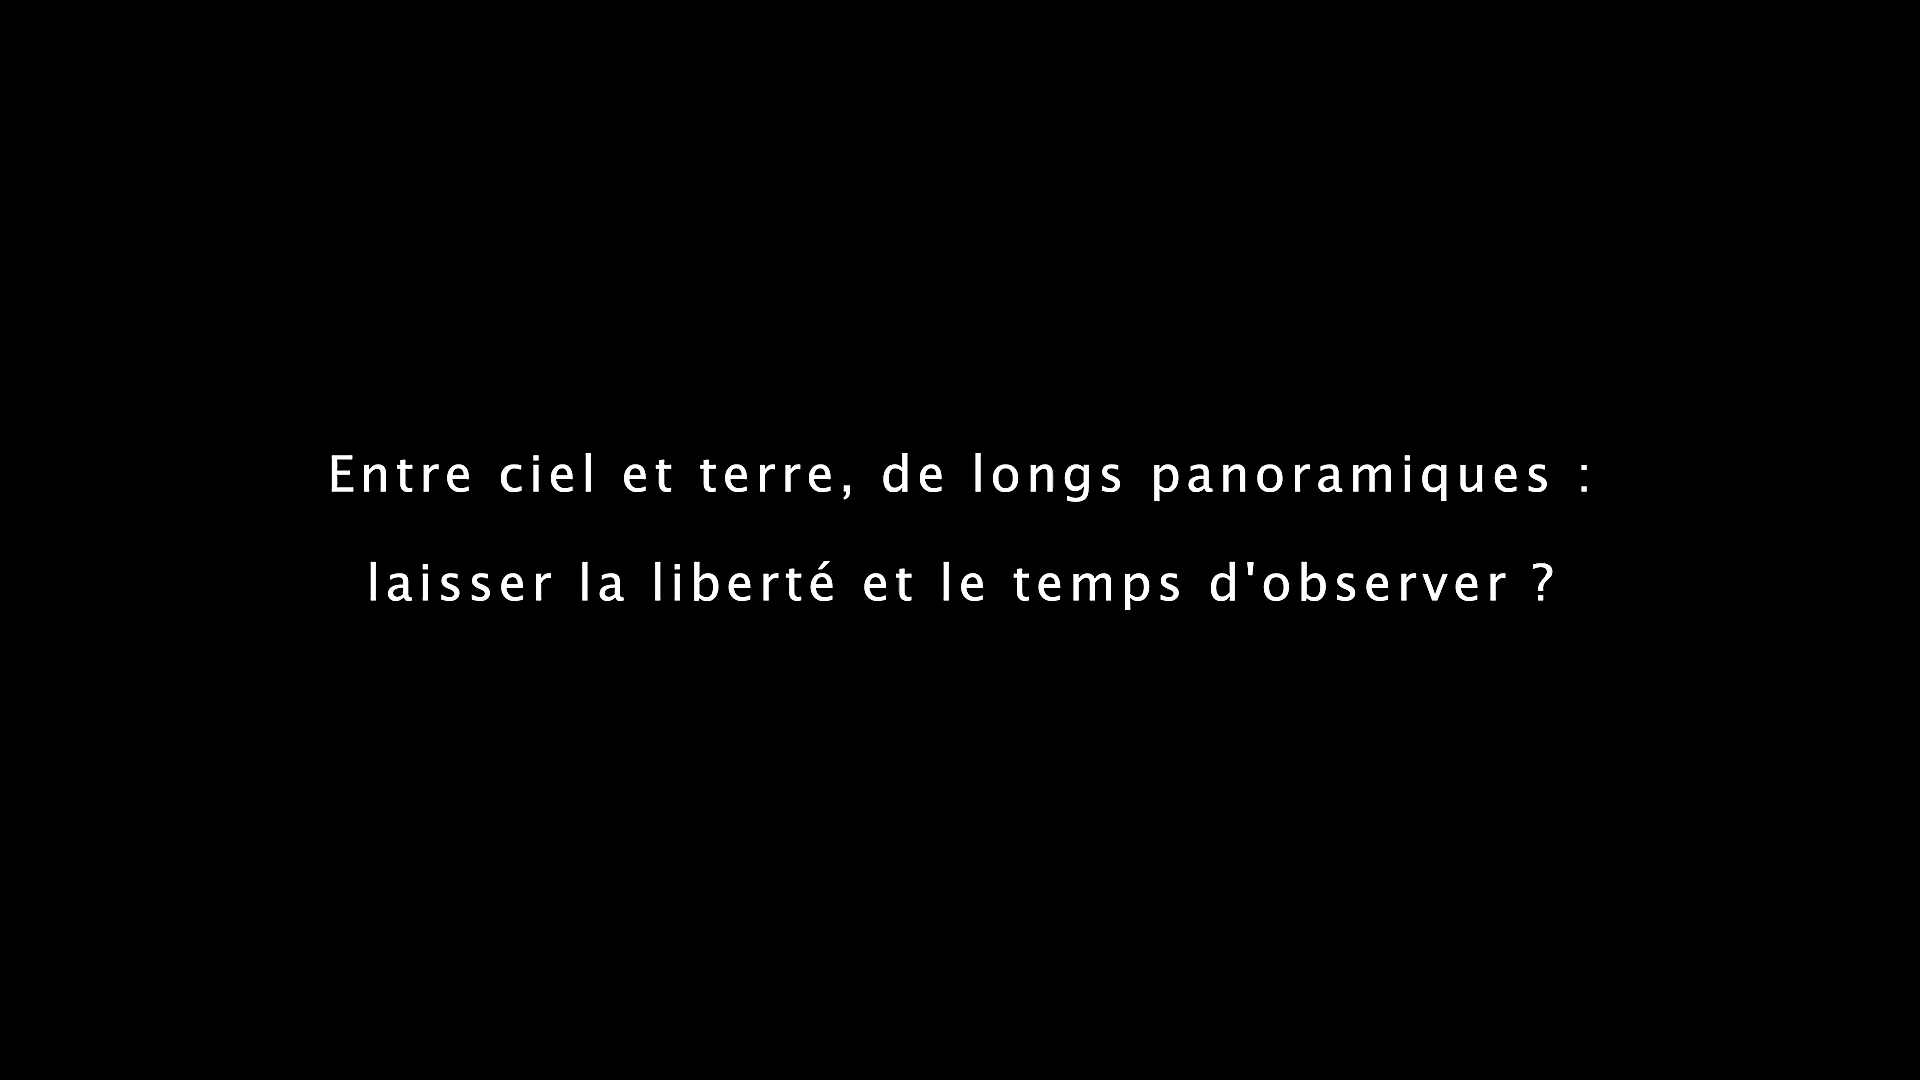 Entre ciel et terre, de longs panoramiques :
laisser la liberté et le temps d'observer ?